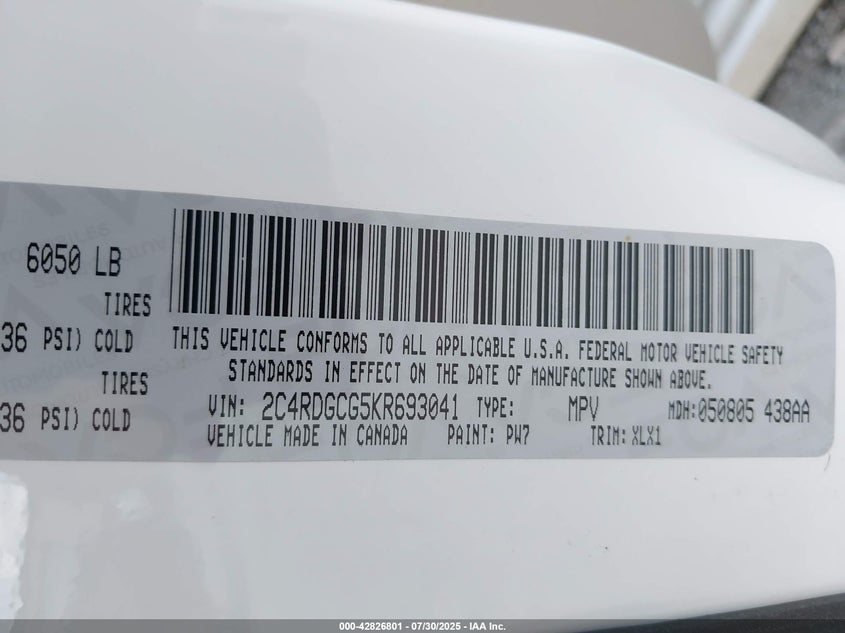 6050 LB
TIRES
36 PSI) COLD
TIRES
36 PSI) COLD
THIS VEHICLE CONFORMS TO ALL APPLICABLE U.S.A. FEDERAL MOTOR VEHICLE SAFETY
STANDARDS IN EFFECT ON THE DATE OF MANUFACTURE SHOWN ABOVE.
VIN: 2C4RDGCG5KR693041 TYPE: MPV MDH:050805 438AA
VEHICLE MADE IN CANADA PAINT: PW7 TRIM: XLX1
000-42826801 - 07/30/2025 - IAA Inc.